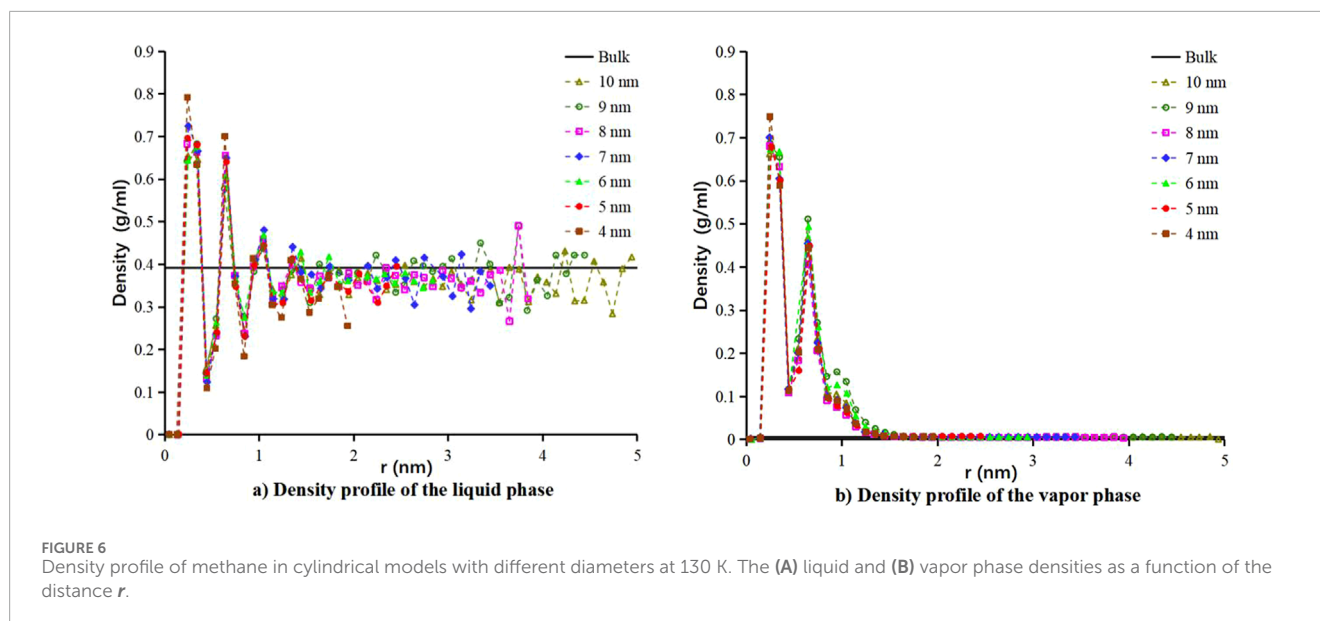 0.9
0.8
0.7
0.6
0.5
0.4
0.3
0.2
0.1
0
Density (g/ml)
0
1
2
3
4
5
r (nm)
Bulk
10 nm
9 nm
8 nm
7 nm
6 nm
5 nm
4 nm
a) Density profile of the liquid phase
0.9
0.8
0.7
0.6
0.5
0.4
0.3
0.2
0.1
0
Density (g/ml)
0
1
2
3
4
5
r (nm)
Bulk
10 nm
9 nm
8 nm
7 nm
6 nm
5 nm
4 nm
b) Density profile of the vapor phase
FIGURE 6
Density profile of methane in cylindrical models with different diameters at 130 K. The (A) liquid and (B) vapor phase densities as a function of the
distance r.